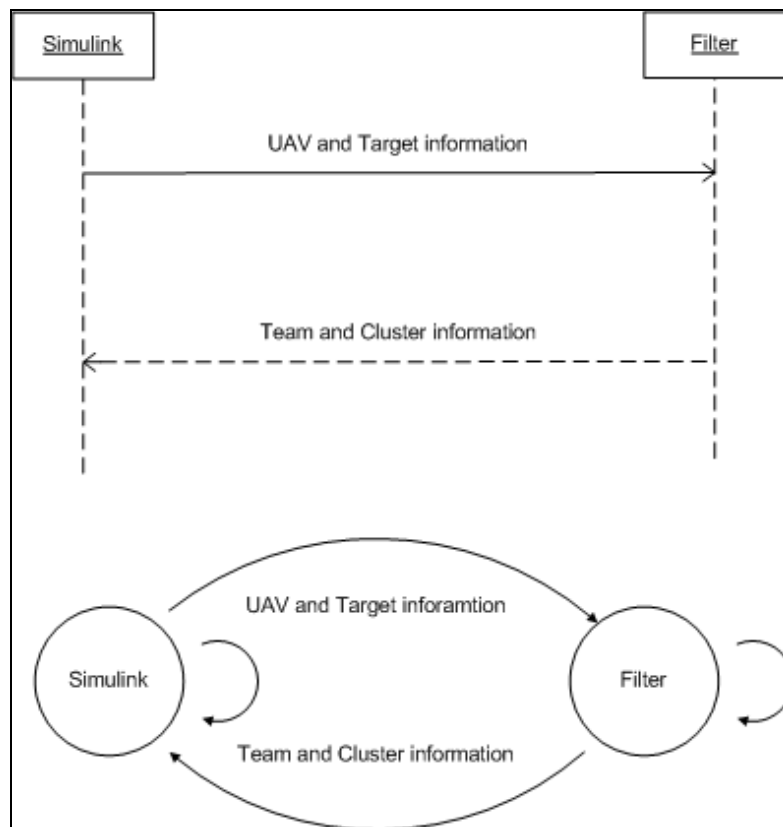 Simulink
Filter
UAV and Target information
Team and Cluster information
UAV and Target inforamtion
Simulink
Filter
Team and Cluster information